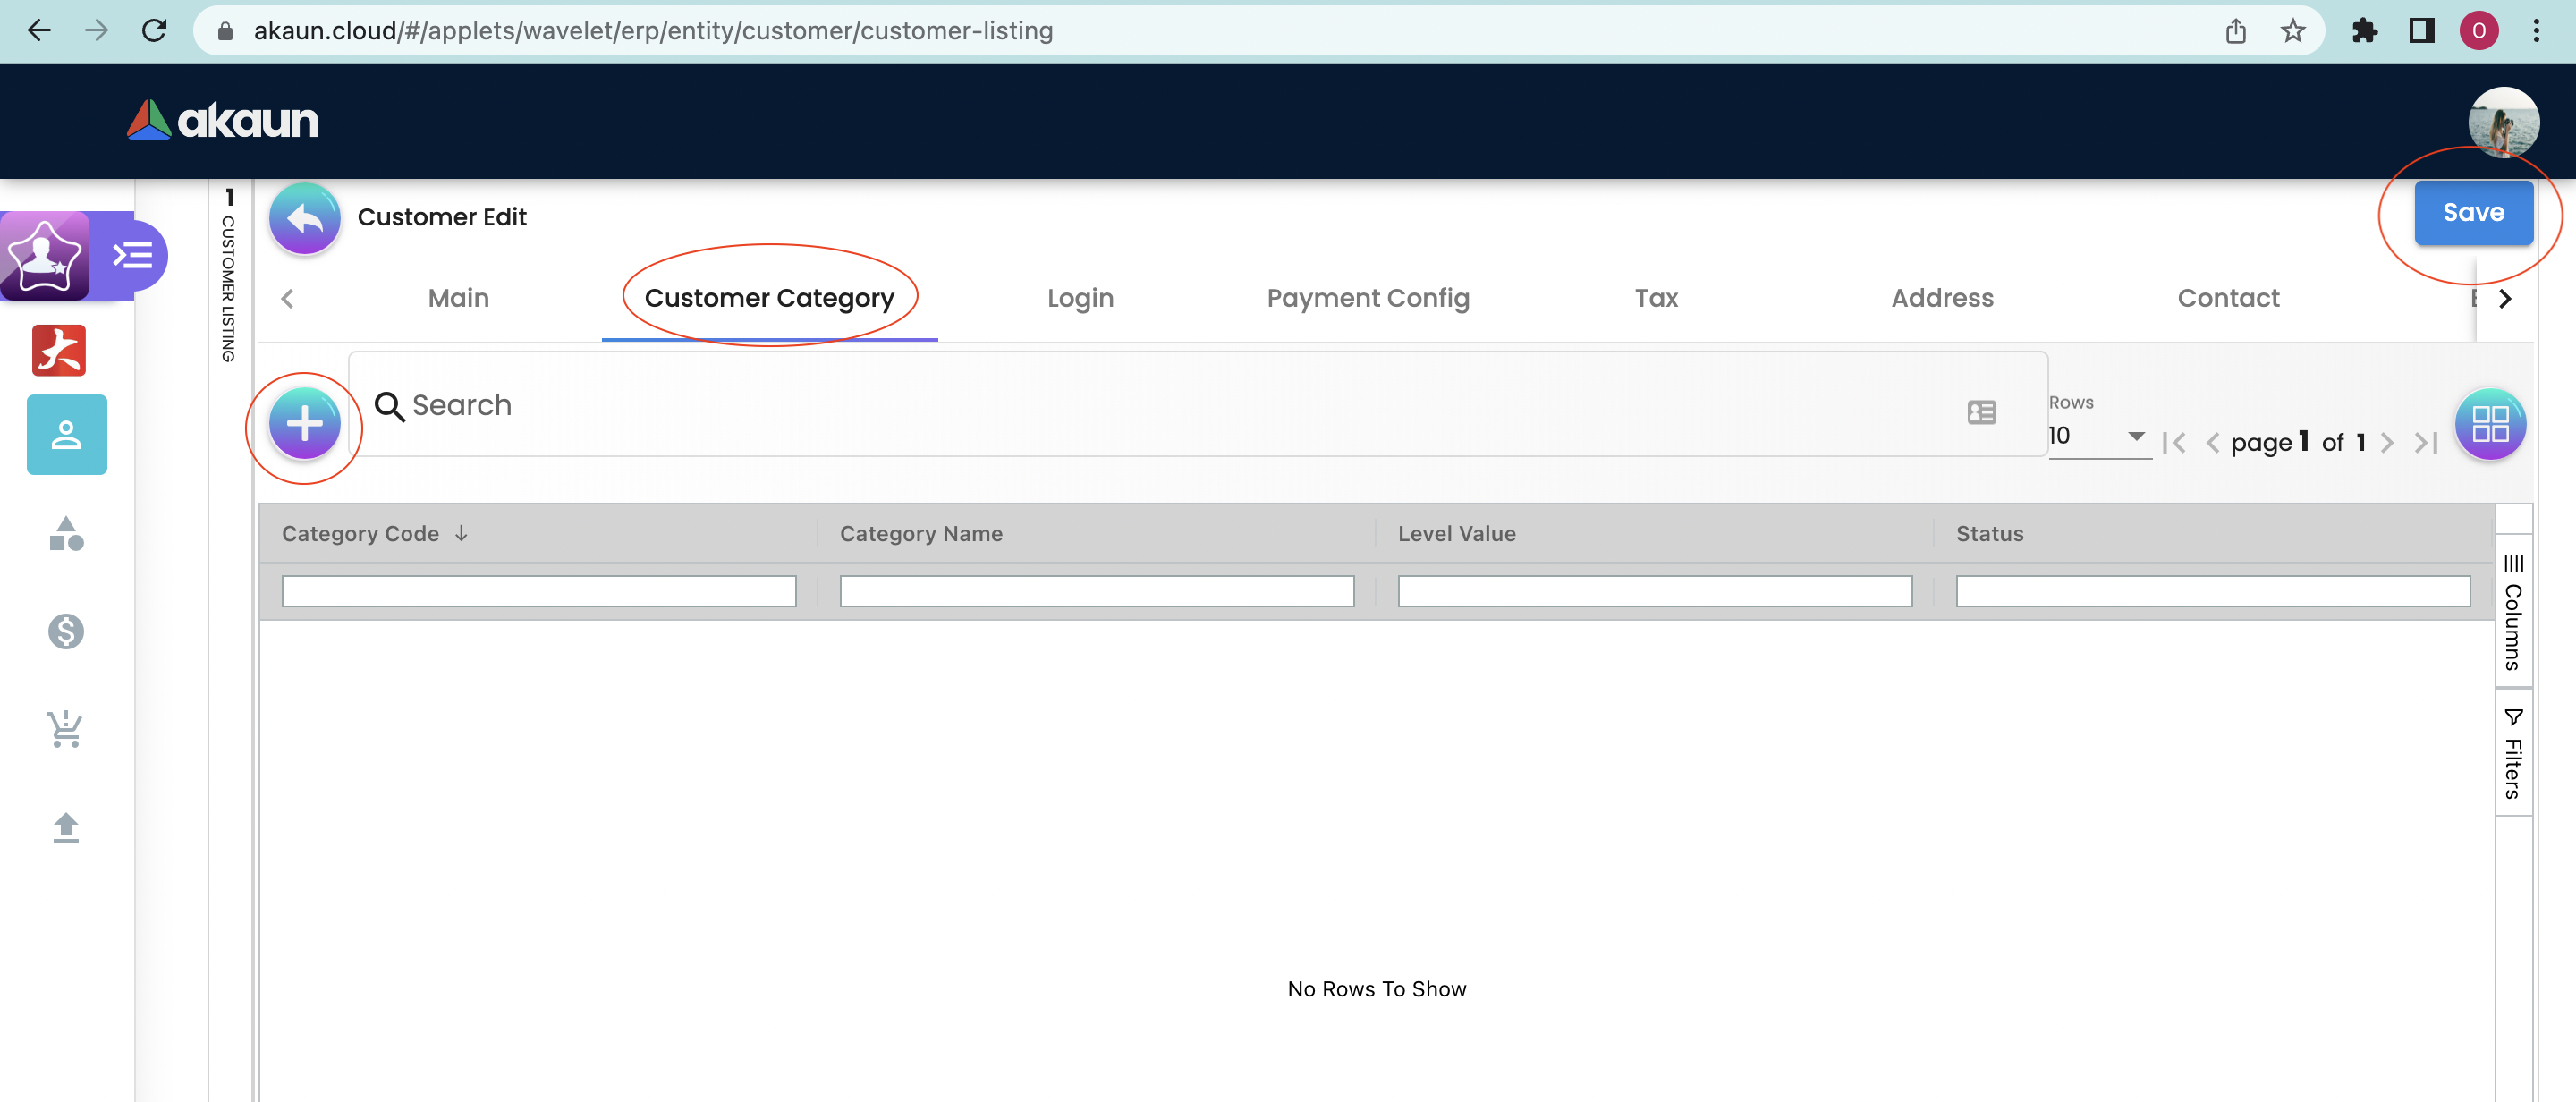 akaun.cloud/#/applets/wavelet/erp/entity/customer/customer-listing
O
akaun
1
CUSTOMER LISTING
Customer Edit
Save
Main
Customer Category
Login
Payment Config
Tax
Address
Contact
Search
Rows
10
page 1 of 1
Category Code
Category Name
Level Value
Status
Columns
Filters
No Rows To Show